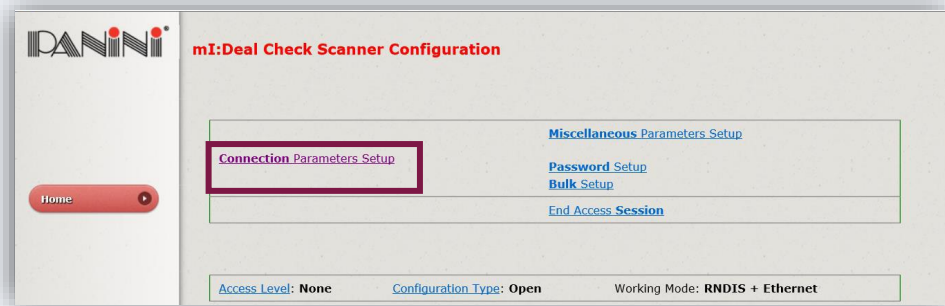 PANINI®
mI:Deal Check Scanner Configuration
Miscellaneous Parameters Setup
Connection Parameters Setup
Password Setup
Bulk Setup
Home
End Access Session
Access Level: None Configuration Type: Open Working Mode: RNDIS + Ethernet